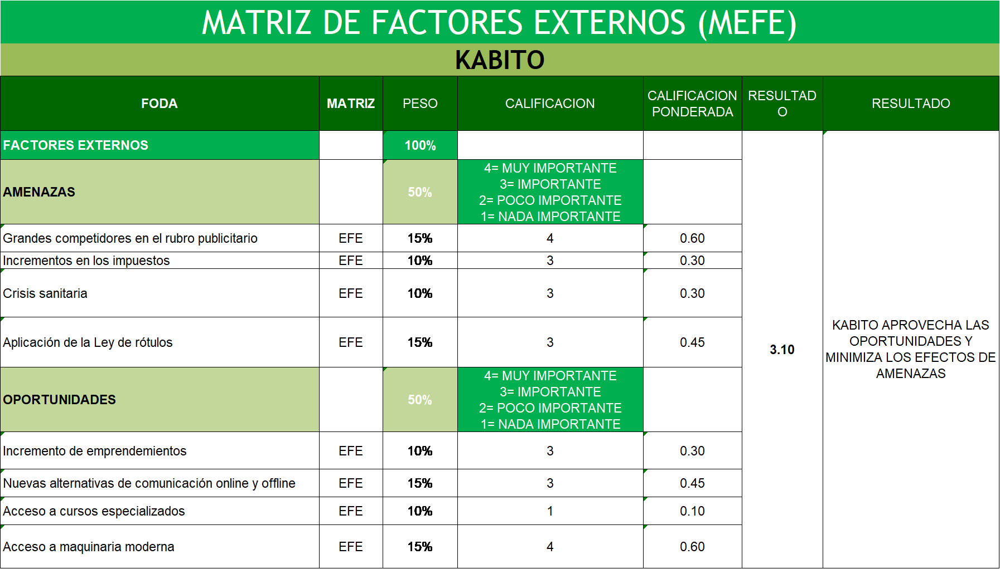 MATRIZ DE FACTORES EXTERNOS (MEFE)
KABITO
FODA MATRIZ PESO CALIFICACION CALIFICACION PONDERADA RESULTAD O RESULTADO
FACTORES EXTERNOS 100%
AMENAZAS 50%
4= MUY IMPORTANTE
3= IMPORTANTE
2= POCO IMPORTANTE
1= NADA IMPORTANTE
Grandes competidores en el rubro publicitario EFE 15% 4 0.60
Incrementos en los impuestos EFE 10% 3 0.30
Crisis sanitaria EFE 10% 3 0.30
Aplicación de la Ley de rótulos EFE 15% 3 0.45
OPORTUNIDADES 50%
4= MUY IMPORTANTE
3= IMPORTANTE
2= POCO IMPORTANTE
1= NADA IMPORTANTE
Incremento de emprendemientos EFE 10% 3 0.30
Nuevas alternativas de comunicación online y offline EFE 15% 3 0.45
Acceso a cursos especializados EFE 10% 1 0.10
Acceso a maquinaria moderna EFE 15% 4 0.60
3.10
KABITO APROVECHA LAS
OPORTUNIDADES Y
MINIMIZA LOS EFECTOS DE
AMENAZAS